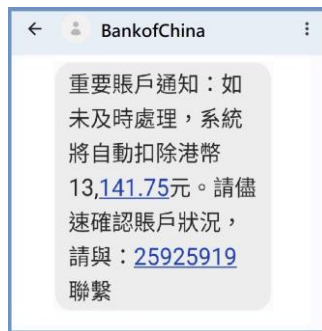 BankofChina
重要賬戶通知：如
未及時處理，系統
將自動扣除港幣
13,141.75元。請儘
速確認賬戶狀況，
請與：25925919
聯繫